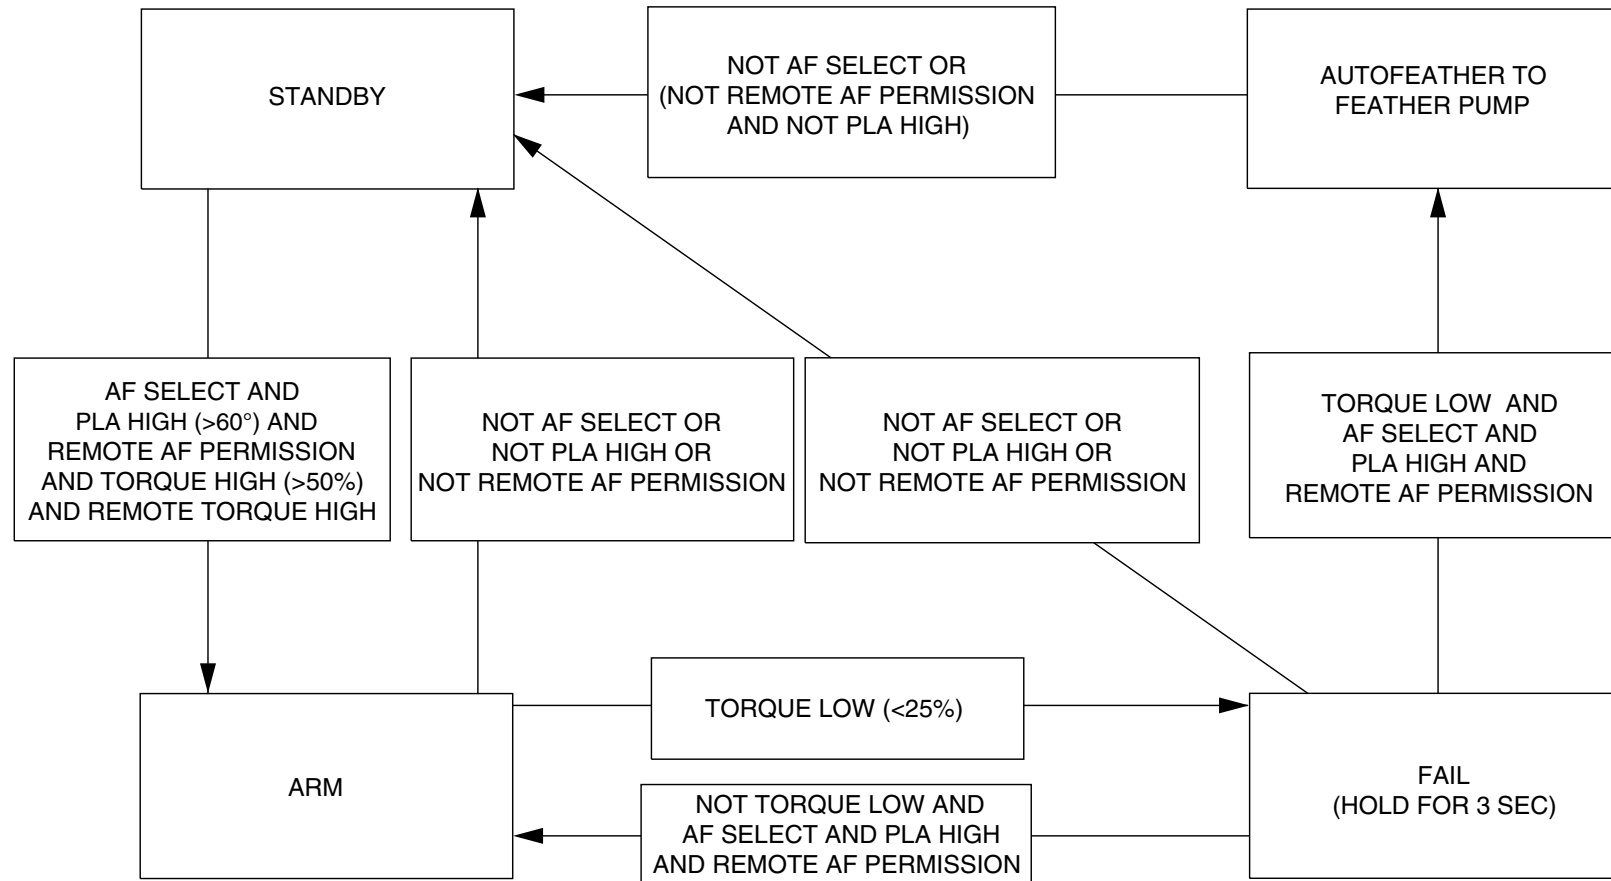 STANDBY
NOT AF SELECT OR
(NOT REMOTE AF PERMISSION
AND NOT PLA HIGH)
AUTOFEATHER TO
FEATHER PUMP
AF SELECT AND
PLA HIGH (>60°) AND
REMOTE AF PERMISSION
AND TORQUE HIGH (>50%)
AND REMOTE TORQUE HIGH
NOT AF SELECT OR
NOT PLA HIGH OR
NOT REMOTE AF PERMISSION
NOT AF SELECT OR
NOT PLA HIGH OR
NOT REMOTE AF PERMISSION
TORQUE LOW AND
AF SELECT AND
PLA HIGH AND
REMOTE AF PERMISSION
ARM
TORQUE LOW (<25%)
NOT TORQUE LOW AND
AF SELECT AND PLA HIGH
AND REMOTE AF PERMISSION
FAIL
(HOLD FOR 3 SEC)